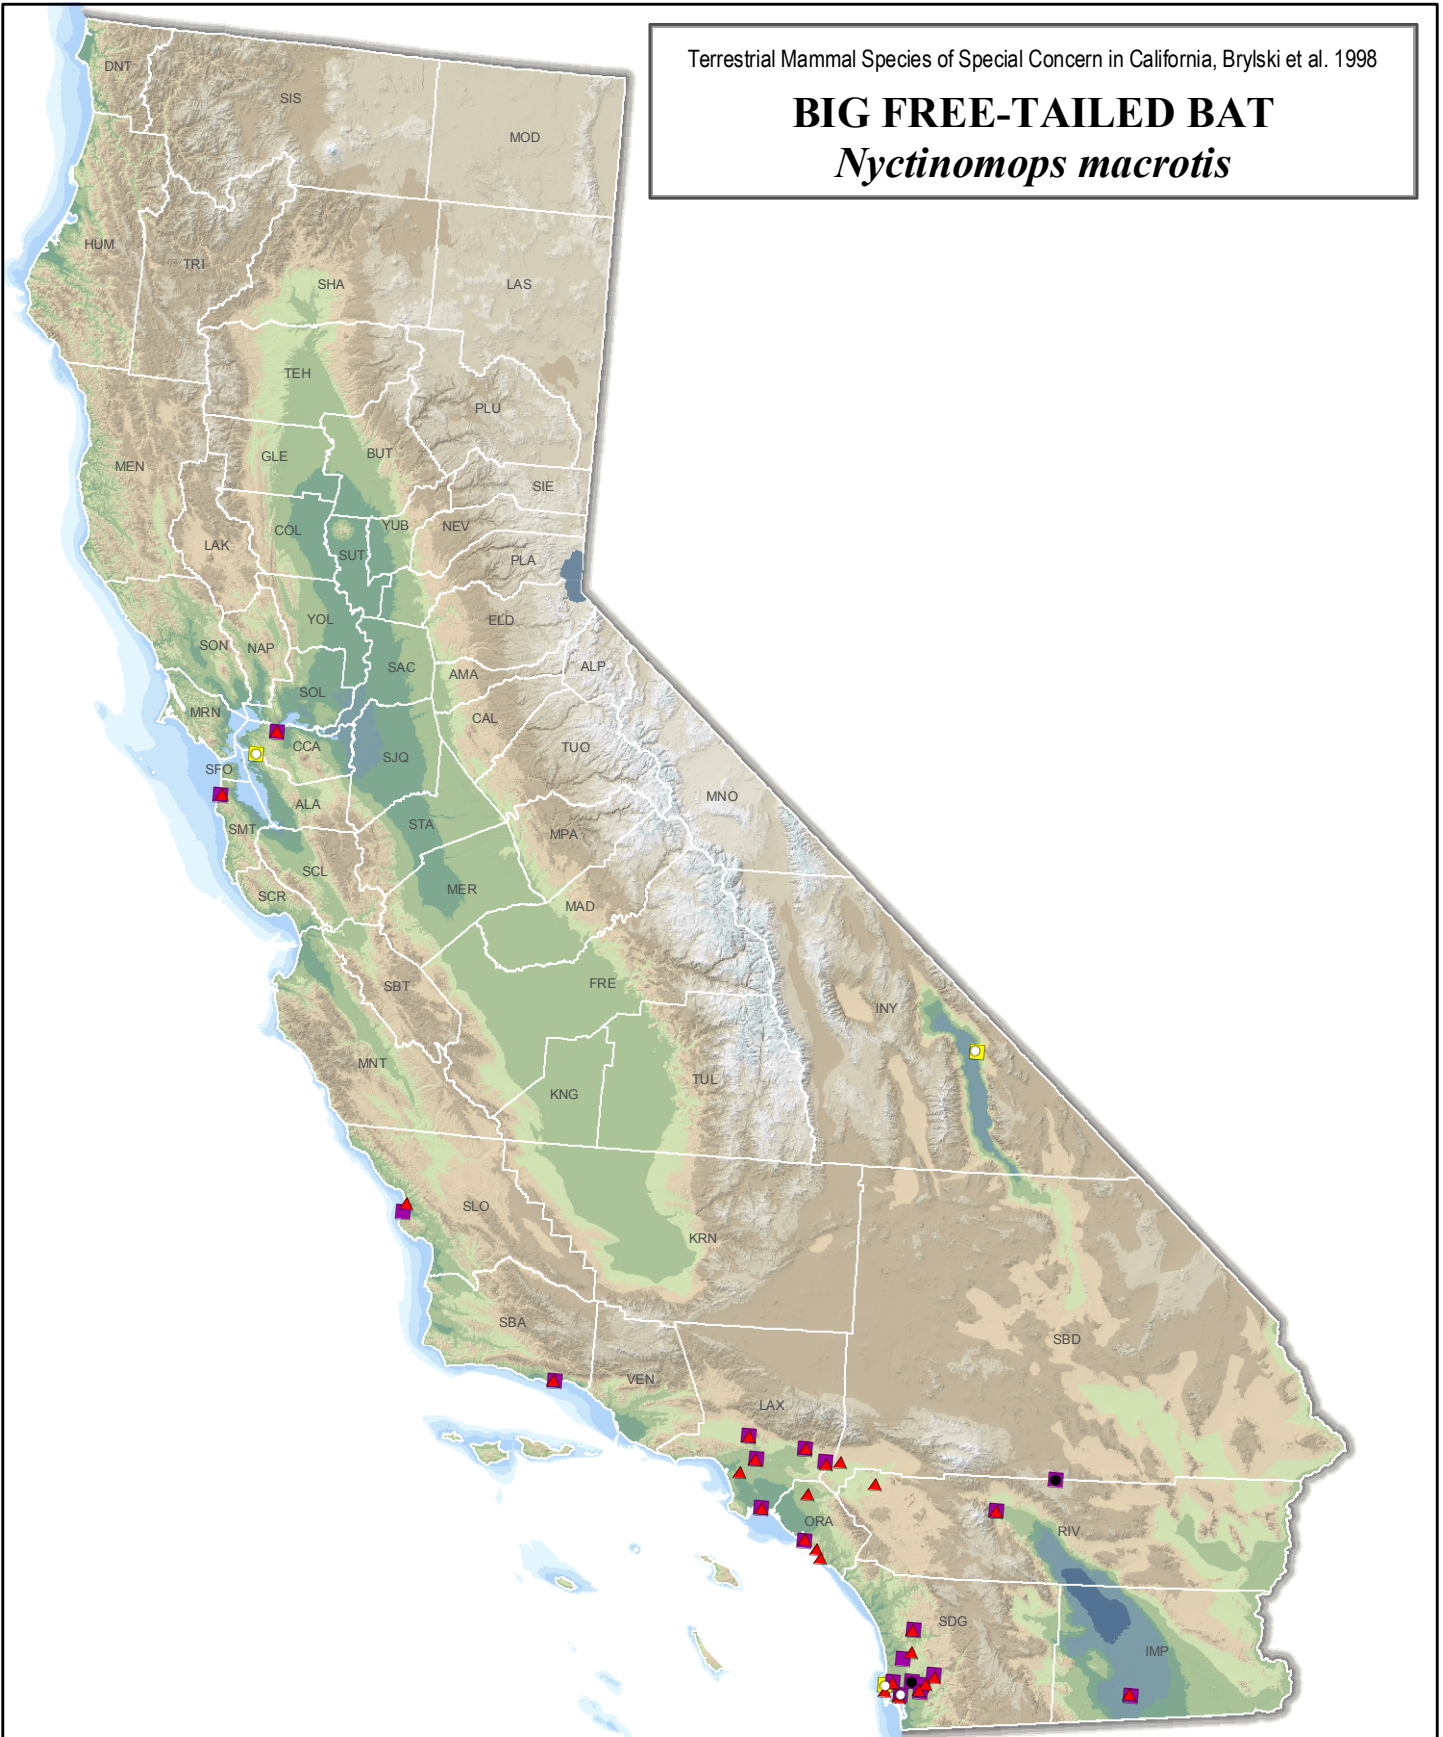 Terrestrial Mammal Species of Special Concern in California, Brylski et al. 1998
BIG FREE-TAILED BAT
Nyctinomops macrotis
DNT
SIS
MOD
HUM
TRI
SHA
LAS
TEH
PLU
MEN
GLE
BUT
SIE
LAK
COL
SUT
YUB
NEV
PLA
YOL
ELD
SON
NAP
SAC
AMA
ALP
MRN
SOL
CAL
CCA
SJQ
TUO
SFO
ALA
MNO
SMT
STA
MPA
SCL
SCR
MER
MAD
SBT
FRE
INY
MNT
KNG
TUL
SLO
KRN
SBA
SBD
VEN
LAX
ORA
RIV
SDG
IMP